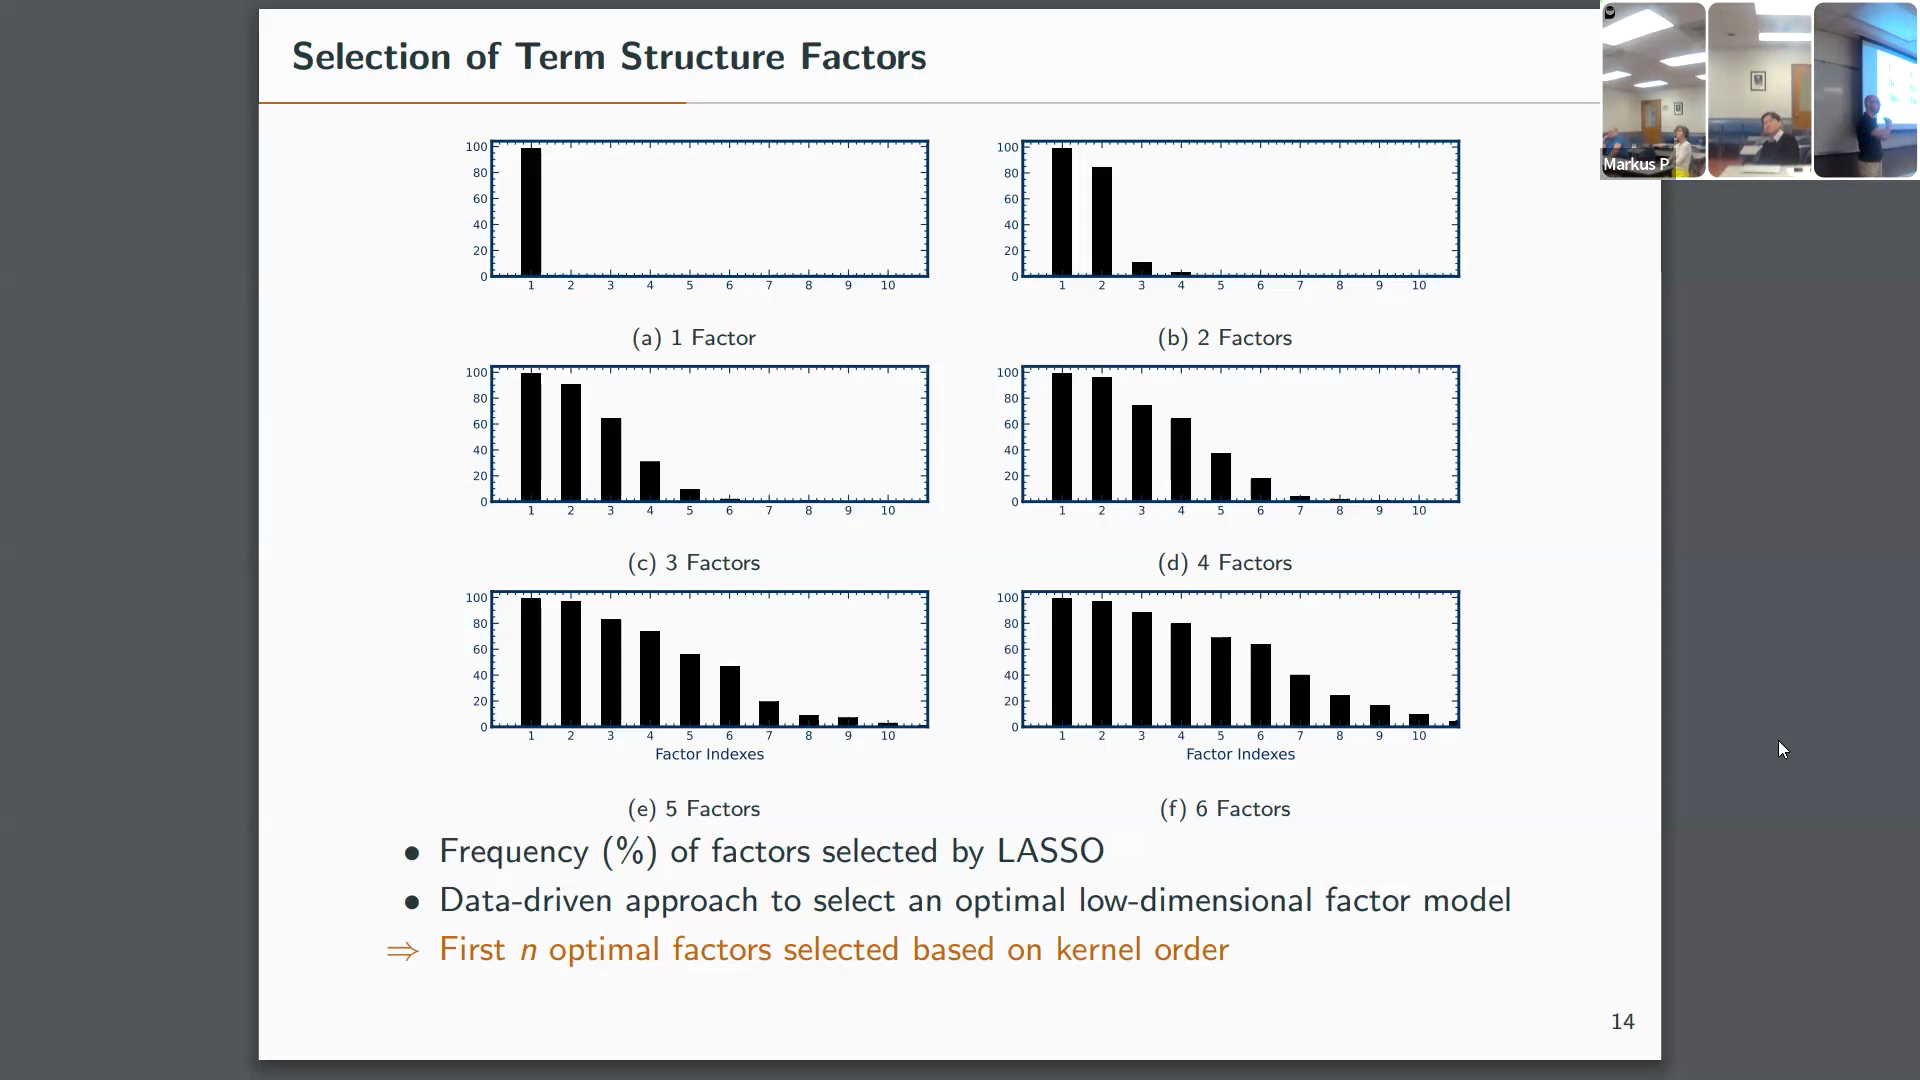 Selection of Term Structure Factors
Markus P
100
80
60
40
20
0
1 2 3 4 5 6 7 8 9 10
(a) 1 Factor
100
80
60
40
20
0
1 2 3 4 5 6 7 8 9 10
(b) 2 Factors
100
80
60
40
20
0
1 2 3 4 5 6 7 8 9 10
(c) 3 Factors
100
80
60
40
20
0
1 2 3 4 5 6 7 8 9 10
(d) 4 Factors
100
80
60
40
20
0
1 2 3 4 5 6 7 8 9 10
Factor Indexes
(e) 5 Factors
100
80
60
40
20
0
1 2 3 4 5 6 7 8 9 10
Factor Indexes
(f) 6 Factors
• Frequency (%) of factors selected by LASSO
• Data-driven approach to select an optimal low-dimensional factor model
⇒ First n optimal factors selected based on kernel order
14